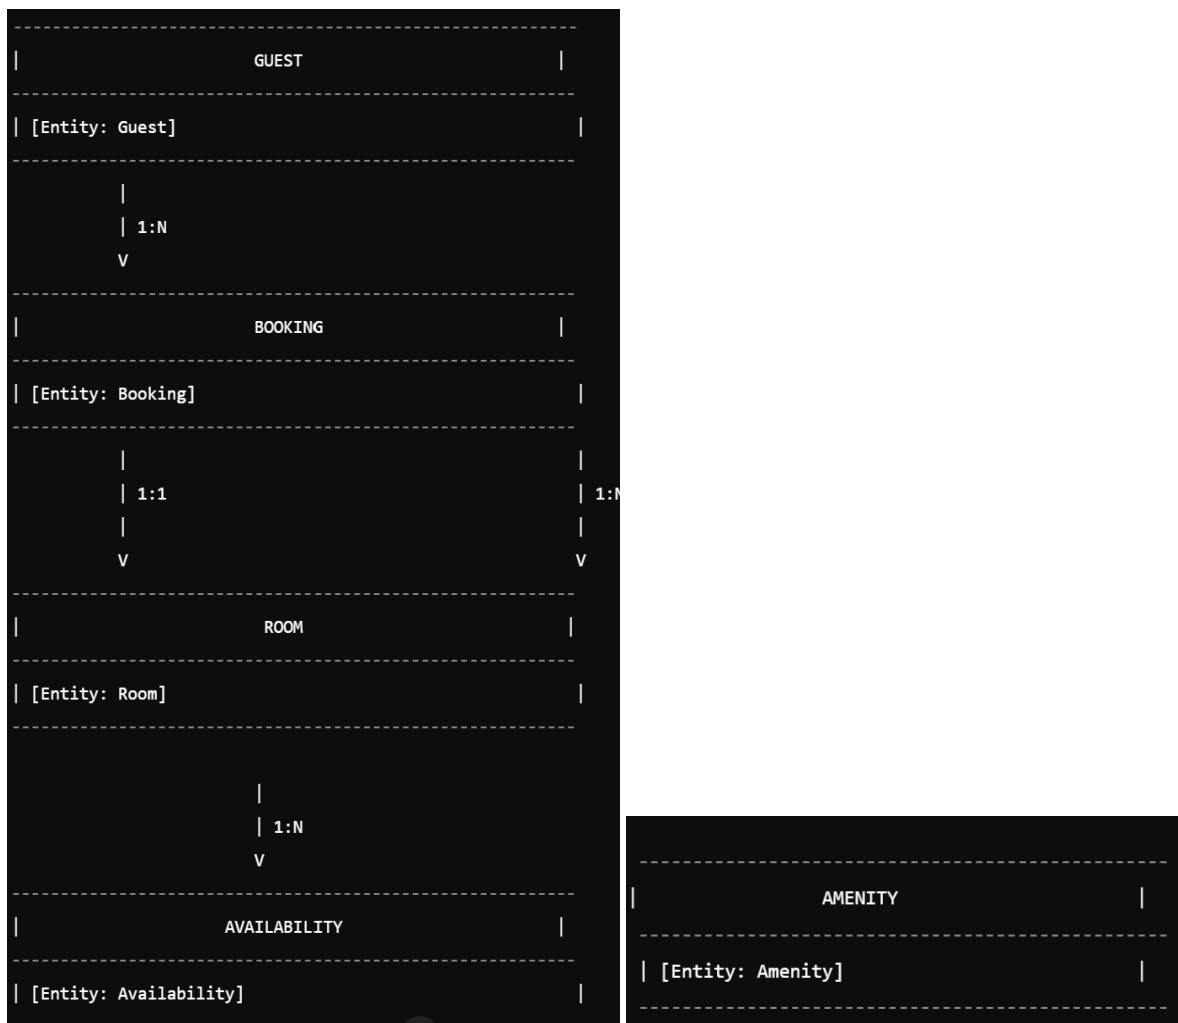 -----------------------------------------------------------
| GUEST |
-----------------------------------------------------------
| [Entity: Guest] |
-----------------------------------------------------------
|
| 1:N
V
-----------------------------------------------------------
| BOOKING |
-----------------------------------------------------------
| [Entity: Booking] |
-----------------------------------------------------------
| |
| 1:1 | 1:N
| |
V V
-----------------------------------------------------------
| ROOM |
-----------------------------------------------------------
| [Entity: Room] |
-----------------------------------------------------------
|
| 1:N
V
-----------------------------------------------------------
| AVAILABILITY |
-----------------------------------------------------------
| [Entity: Availability] |
-----------------------------------------------------------
| AMENITY |
-----------------------------------------------------------
| [Entity: Amenity] |
-----------------------------------------------------------